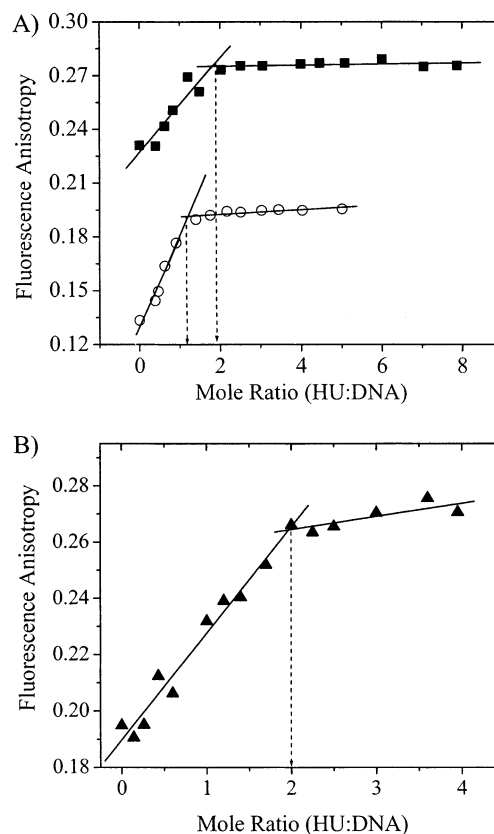 A)
0.30
0.27
0.24
0.21
0.18
0.15
0.12
Fluorescence Anisotropy
0 2 4 6 8
Mole Ratio (HU:DNA)
B)
0.28
0.26
0.24
0.22
0.20
0.18
Fluorescence Anisotropy
0 1 2 3 4
Mole Ratio (HU:DNA)